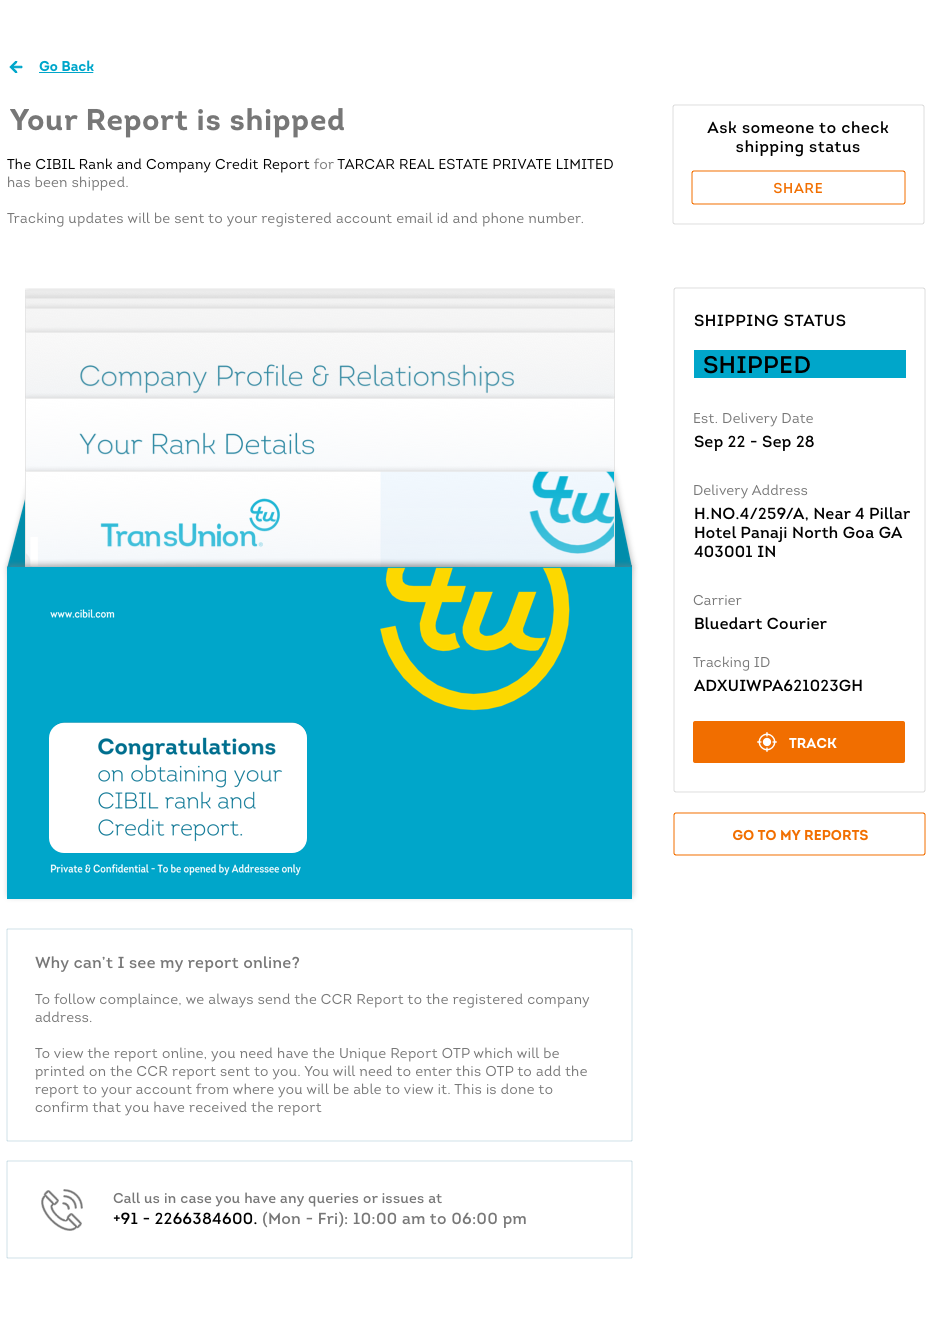 Go Back
Your Report is shipped
The CIBIL Rank and Company Credit Report for TARCAR REAL ESTATE PRIVATE LIMITED
has been shipped.
Tracking updates will be sent to your registered account email id and phone number.
Ask someone to check
shipping status
SHARE
Company Profile & Relationships
Your Rank Details
TransUnion
tu
tu
www.cibil.com
tu
Congratulations
on obtaining your
CIBIL rank and
Credit report.
Private & Confidential - To be opened by Addressee only
SHIPPING STATUS
SHIPPED
Est. Delivery Date
Sep 22 - Sep 28
Delivery Address
H.NO.4/259/A, Near 4 Pillar
Hotel Panaji North Goa GA
403001 IN
Carrier
Bluedart Courier
Tracking ID
ADXUIWPA621023GH
TRACK
GO TO MY REPORTS
Why can't I see my report online?
To follow complaince, we always send the CCR Report to the registered company
address.
To view the report online, you need have the Unique Report OTP which will be
printed on the CCR report sent to you. You will need to enter this OTP to add the
report to your account from where you will be able to view it. This is done to
confirm that you have received the report
Call us in case you have any queries or issues at
+91 - 2266384600. (Mon - Fri): 10:00 am to 06:00 pm